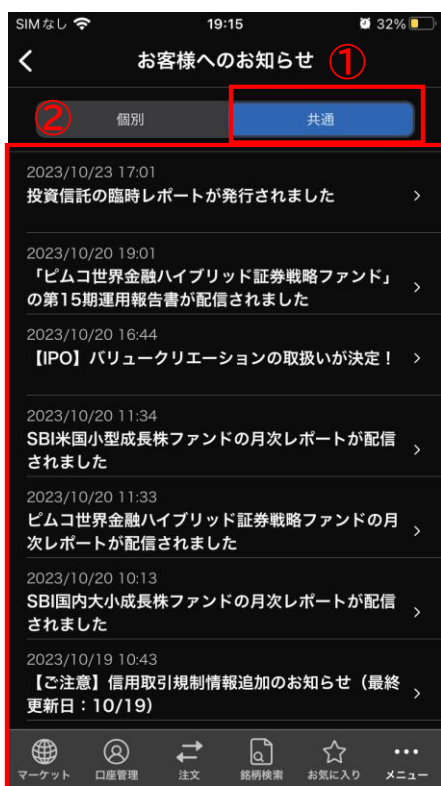 SIMなし 19:15 32%
お客様へのお知らせ ①
② 個別 共通
2023/10/23 17:01
投資信託の臨時レポートが発行されました
2023/10/20 19:01
「ピムコ世界金融ハイブリッド証券戦略ファンド」
の第15期運用報告書が配信されました
2023/10/20 16:44
【IPO】バリュークリエーションの取扱いが決定！
2023/10/20 11:34
SBI米国小型成長株ファンドの月次レポートが配信
されました
2023/10/20 11:33
ピムコ世界金融ハイブリッド証券戦略ファンドの月
次レポートが配信されました
2023/10/20 10:13
SBI国内大小成長株ファンドの月次レポートが配信
されました
2023/10/19 10:43
【ご注意】信用取引規制情報追加のお知らせ（最終
更新日：10/19）
マーケット 口座管理 注文 銘柄検索 お気に入り メニュー